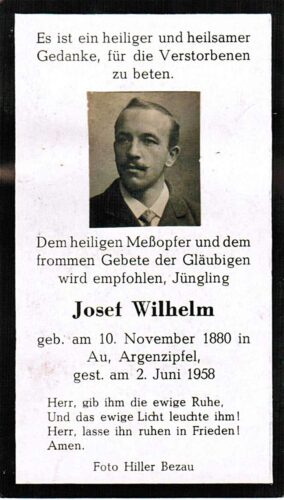 Es ist ein heiliger und heilsamer
Gedanke, für die Verstorbenen
zu beten.
Dem heiligen Meßopfer und dem
frommen Gebete der Gläubigen
wird empfohlen, Jüngling
Josef Wilhelm
geb. am 10. November 1880 in
Au, Argenzipfel,
gest. am 2. Juni 1958
Herr, gib ihm die ewige Ruhe,
Und das ewige Licht leuchte ihm!
Herr, lasse ihn ruhen in Frieden!
Amen.
Foto Hiller Bezau